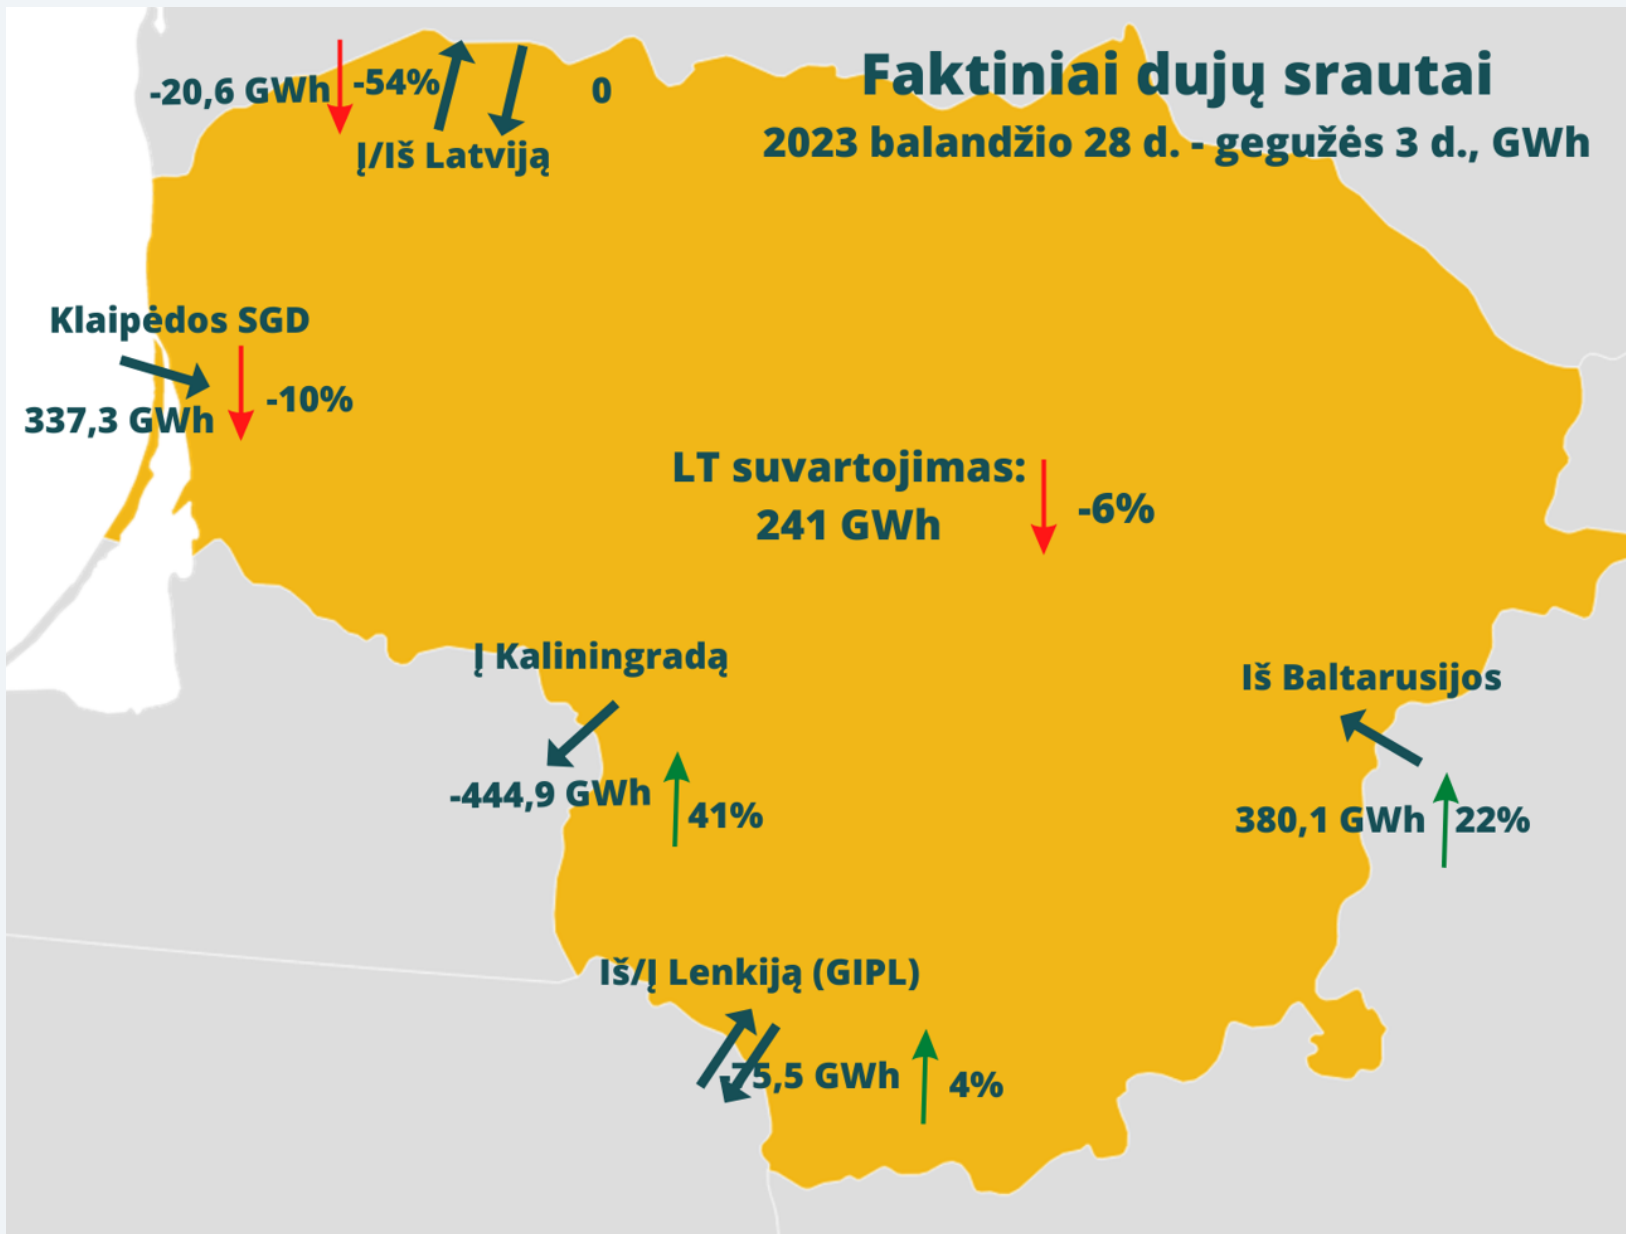 Faktiniai dujų srautai
2023 balandžio 28 d. - gegužės 3 d., GWh
-20,6 GWh
-54%
0
Į/Iš Latviją
Klaipėdos SGD
337,3 GWh
-10%
LT suvartojimas:
241 GWh
-6%
Į Kaliningradą
-444,9 GWh
41%
Iš Baltarusijos
380,1 GWh
22%
Iš/Į Lenkiją (GIPL)
-75,5 GWh
4%